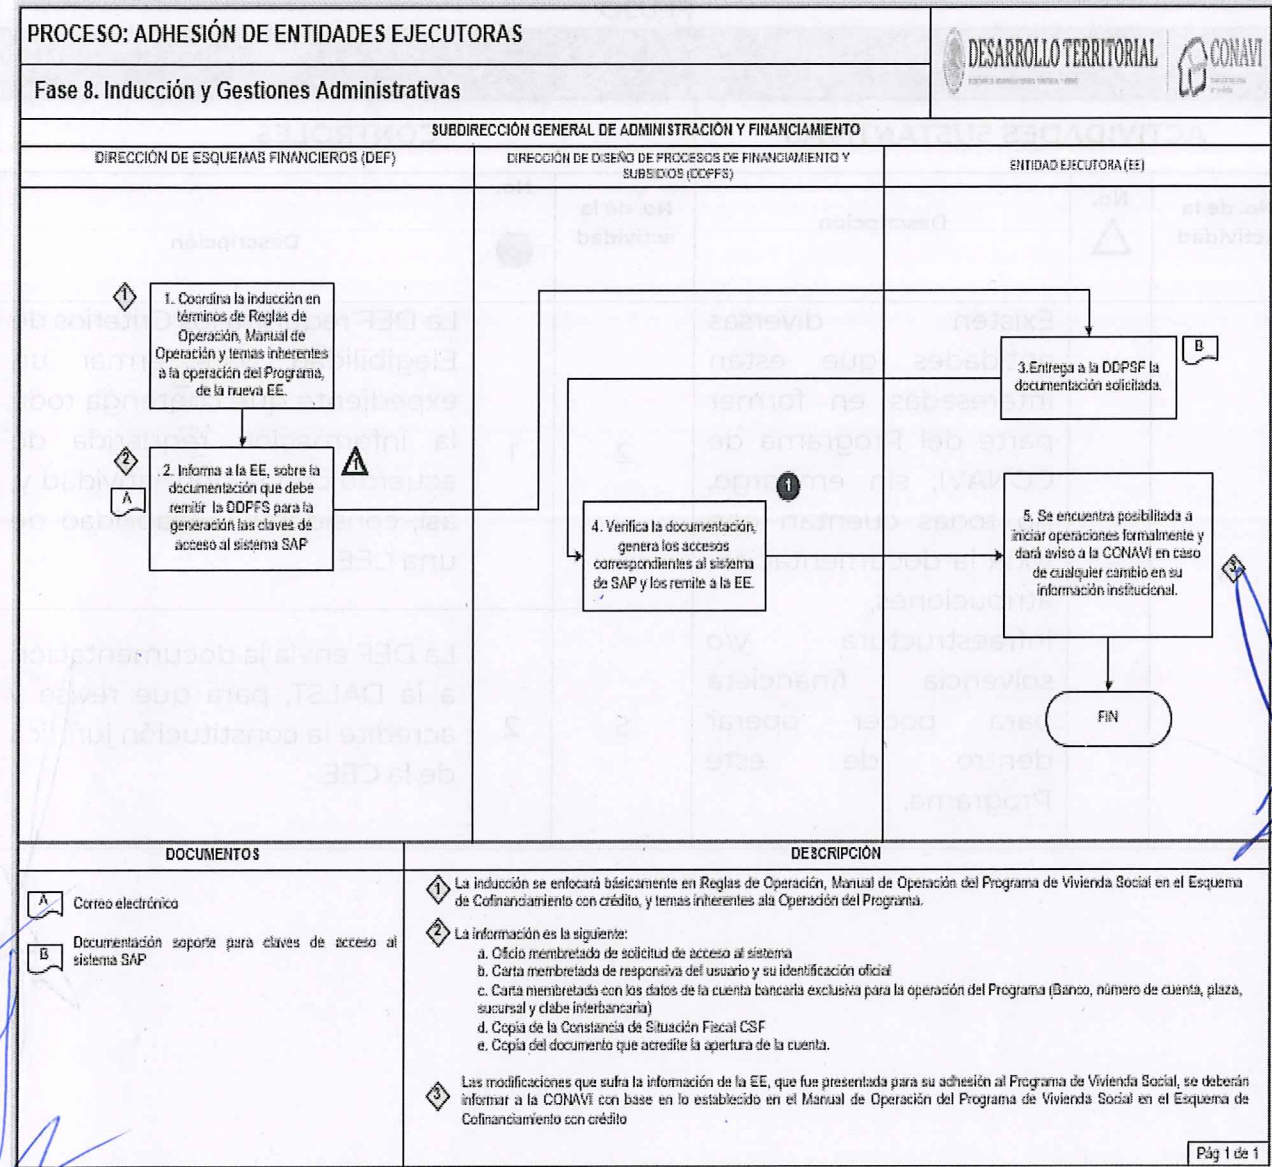 PROCESO: ADHESIÓN DE ENTIDADES EJECUTORAS
DESARROLLO TERRITORIAL
CONAVI
Fase 8. Inducción y Gestiones Administrativas
SUBDIRECCIÓN GENERAL DE ADMINISTRACIÓN Y FINANCIAMIENTO
DIRECCIÓN DE ESQUEMAS FINANCIEROS (DEF)
DIRECCIÓN DE DISEÑO DE PROCESOS DE FINANCIAMIENTO Y
SUBSIDIOS (DDPFS)
ENTIDAD EJECUTORA (EE)
1
1. Coordina la inducción en
términos de Reglas de
Operación, Manual de
Operación y temas inherentes
a la operación del Programa,
de la nueva EE.
2
A
2. Informa a la EE, sobre la
documentación que debe
remitir la DDPFS para la
generación las claves de
acceso al sistema SAP
1
B
3.Entrega a la DDPSF la
documentación solicitada.
1
4. Verifica la documentación,
genera los accesos
correspondientes al sistema
de SAP y los remite a la EE.
5. Se encuentra posibilitada a
iniciar operaciones formalmente y
dará aviso a la CONAVI en caso
de cualquier cambio en su
información institucional.
3
FIN
DOCUMENTOS
A
Correo electrónico
B
Documentación soporte para claves de acceso al
sistema SAP
DESCRIPCIÓN
1
La inducción se enfocará básicamente en Reglas de Operación, Manual de Operación del Programa de Vivienda Social en el Esquema
de Cofinanciamiento con crédito, y temas inherentes ala Operación del Programa.
2
La información es la siguiente:
a. Oficio membretado de solicitud de acceso al sistema
b. Carta membretada de responsiva del usuario y su identificación oficial
c. Carta membretada con los datos de la cuenta bancaria exclusiva para la operación del Programa (Banco, número de cuenta, plaza,
sucursal y clabe interbancaria)
d. Copia de la Constancia de Situación Fiscal CSF
e. Copia del documento que acredite la apertura de la cuenta.
3
Las modificaciones que sufra la información de la EE, que fue presentada para su adhesión al Programa de Vivienda Social, se deberán
informar a la CONAVI con base en lo establecido en el Manual de Operación del Programa de Vivienda Social en el Esquema de
Cofinanciamiento con crédito
Pág 1 de 1